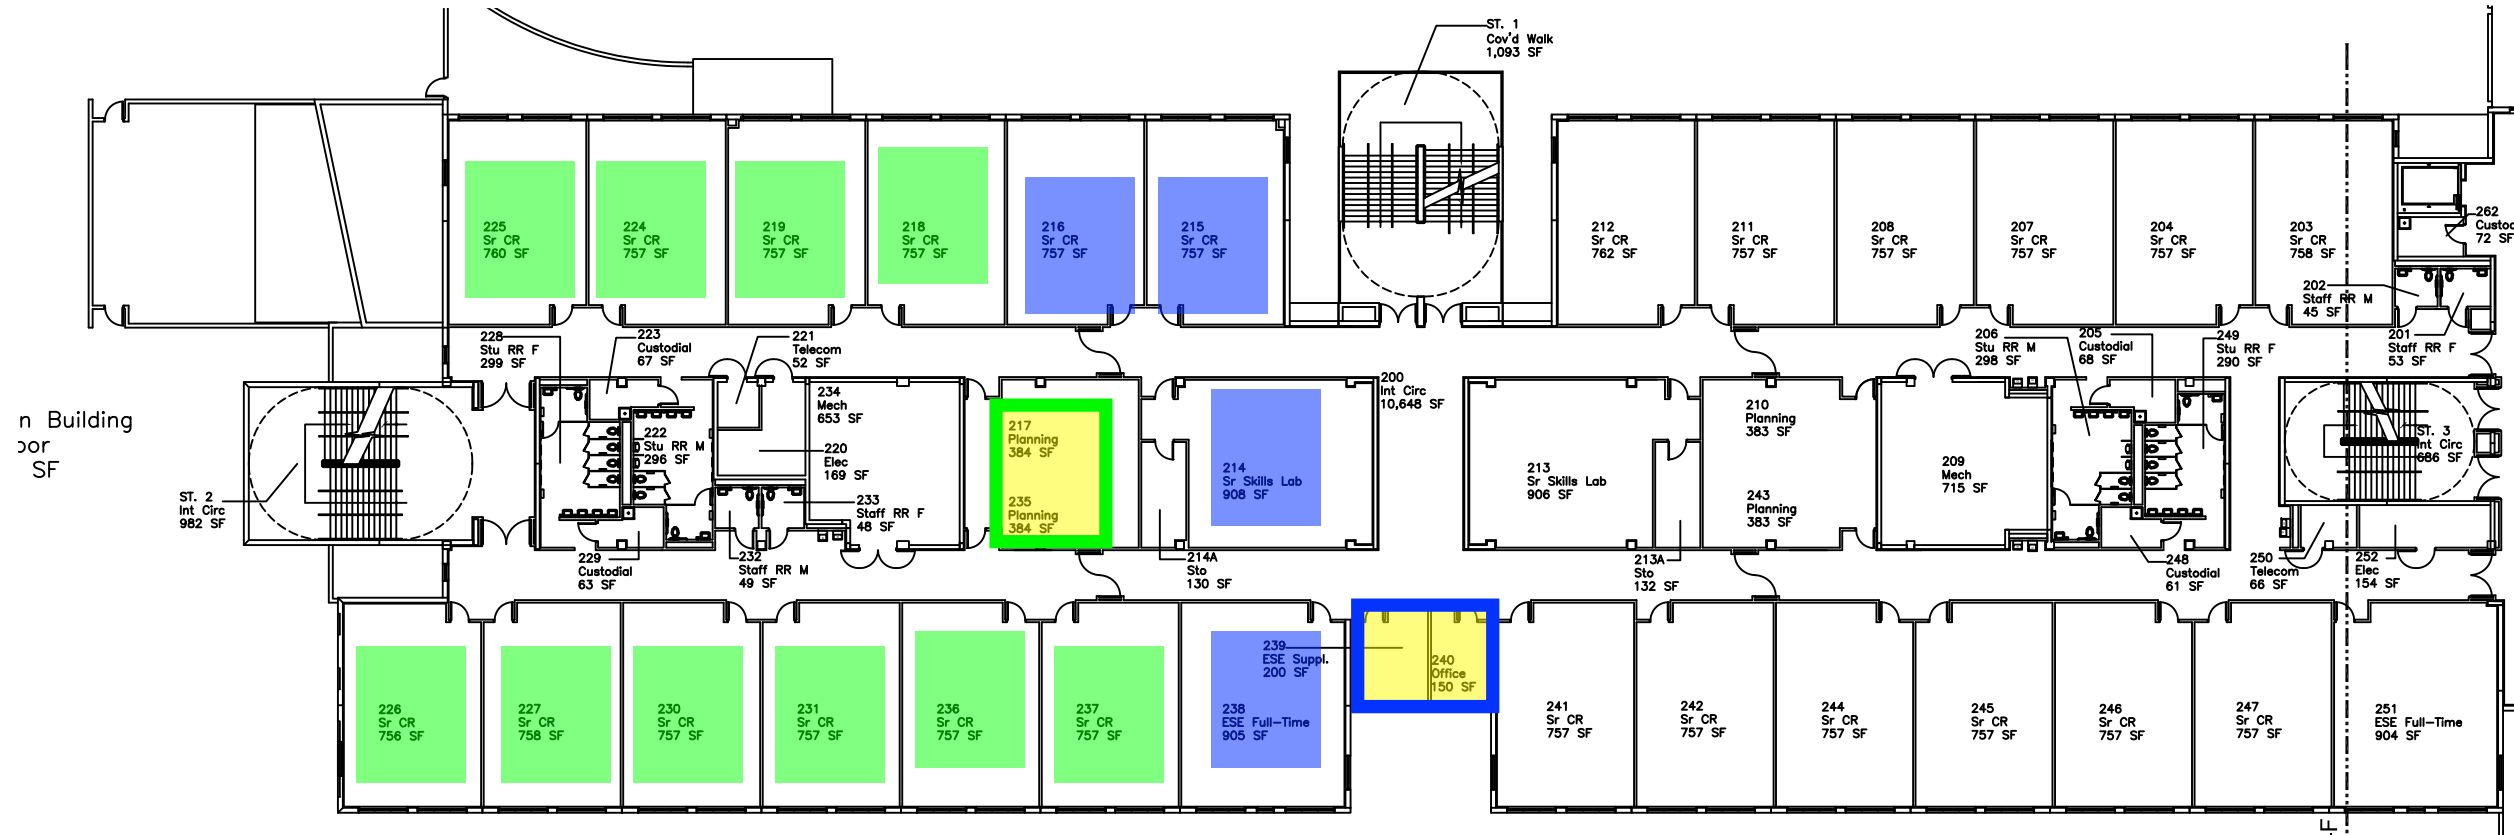 ST. 1
Cov'd Walk
1,093 SF
225
Sr CR
760 SF
224
Sr CR
757 SF
219
Sr CR
757 SF
218
Sr CR
757 SF
216
Sr CR
757 SF
215
Sr CR
757 SF
212
Sr CR
762 SF
211
Sr CR
757 SF
208
Sr CR
757 SF
207
Sr CR
757 SF
204
Sr CR
757 SF
203
Sr CR
758 SF
262
Custod
72 SF
202
Staff RR M
45 SF
201
Staff RR F
53 SF
228
Stu RR F
299 SF
223
Custodial
67 SF
221
Telecom
52 SF
206
Stu RR M
298 SF
205
Custodial
68 SF
249
Stu RR F
290 SF
234
Mech
653 SF
200
Int Circ
10,648 SF
n Building
oor
SF
222
Stu RR M
296 SF
220
Elec
169 SF
217
Planning
384 SF
214
Sr Skills Lab
908 SF
213
Sr Skills Lab
906 SF
210
Planning
383 SF
209
Mech
715 SF
ST. 3
Int Circ
686 SF
ST. 2
Int Circ
982 SF
233
Staff RR F
48 SF
235
Planning
384 SF
243
Planning
383 SF
229
Custodial
63 SF
232
Staff RR M
49 SF
214A
Sto
130 SF
213A
Sto
132 SF
248
Custodial
61 SF
250
Telecom
66 SF
252
Elec
154 SF
239
ESE Suppl.
200 SF
240
Office
150 SF
226
Sr CR
756 SF
227
Sr CR
758 SF
230
Sr CR
757 SF
231
Sr CR
757 SF
236
Sr CR
757 SF
237
Sr CR
757 SF
238
ESE Full-Time
905 SF
241
Sr CR
757 SF
242
Sr CR
757 SF
244
Sr CR
757 SF
245
Sr CR
757 SF
246
Sr CR
757 SF
247
Sr CR
757 SF
251
ESE Full-Time
904 SF
.F